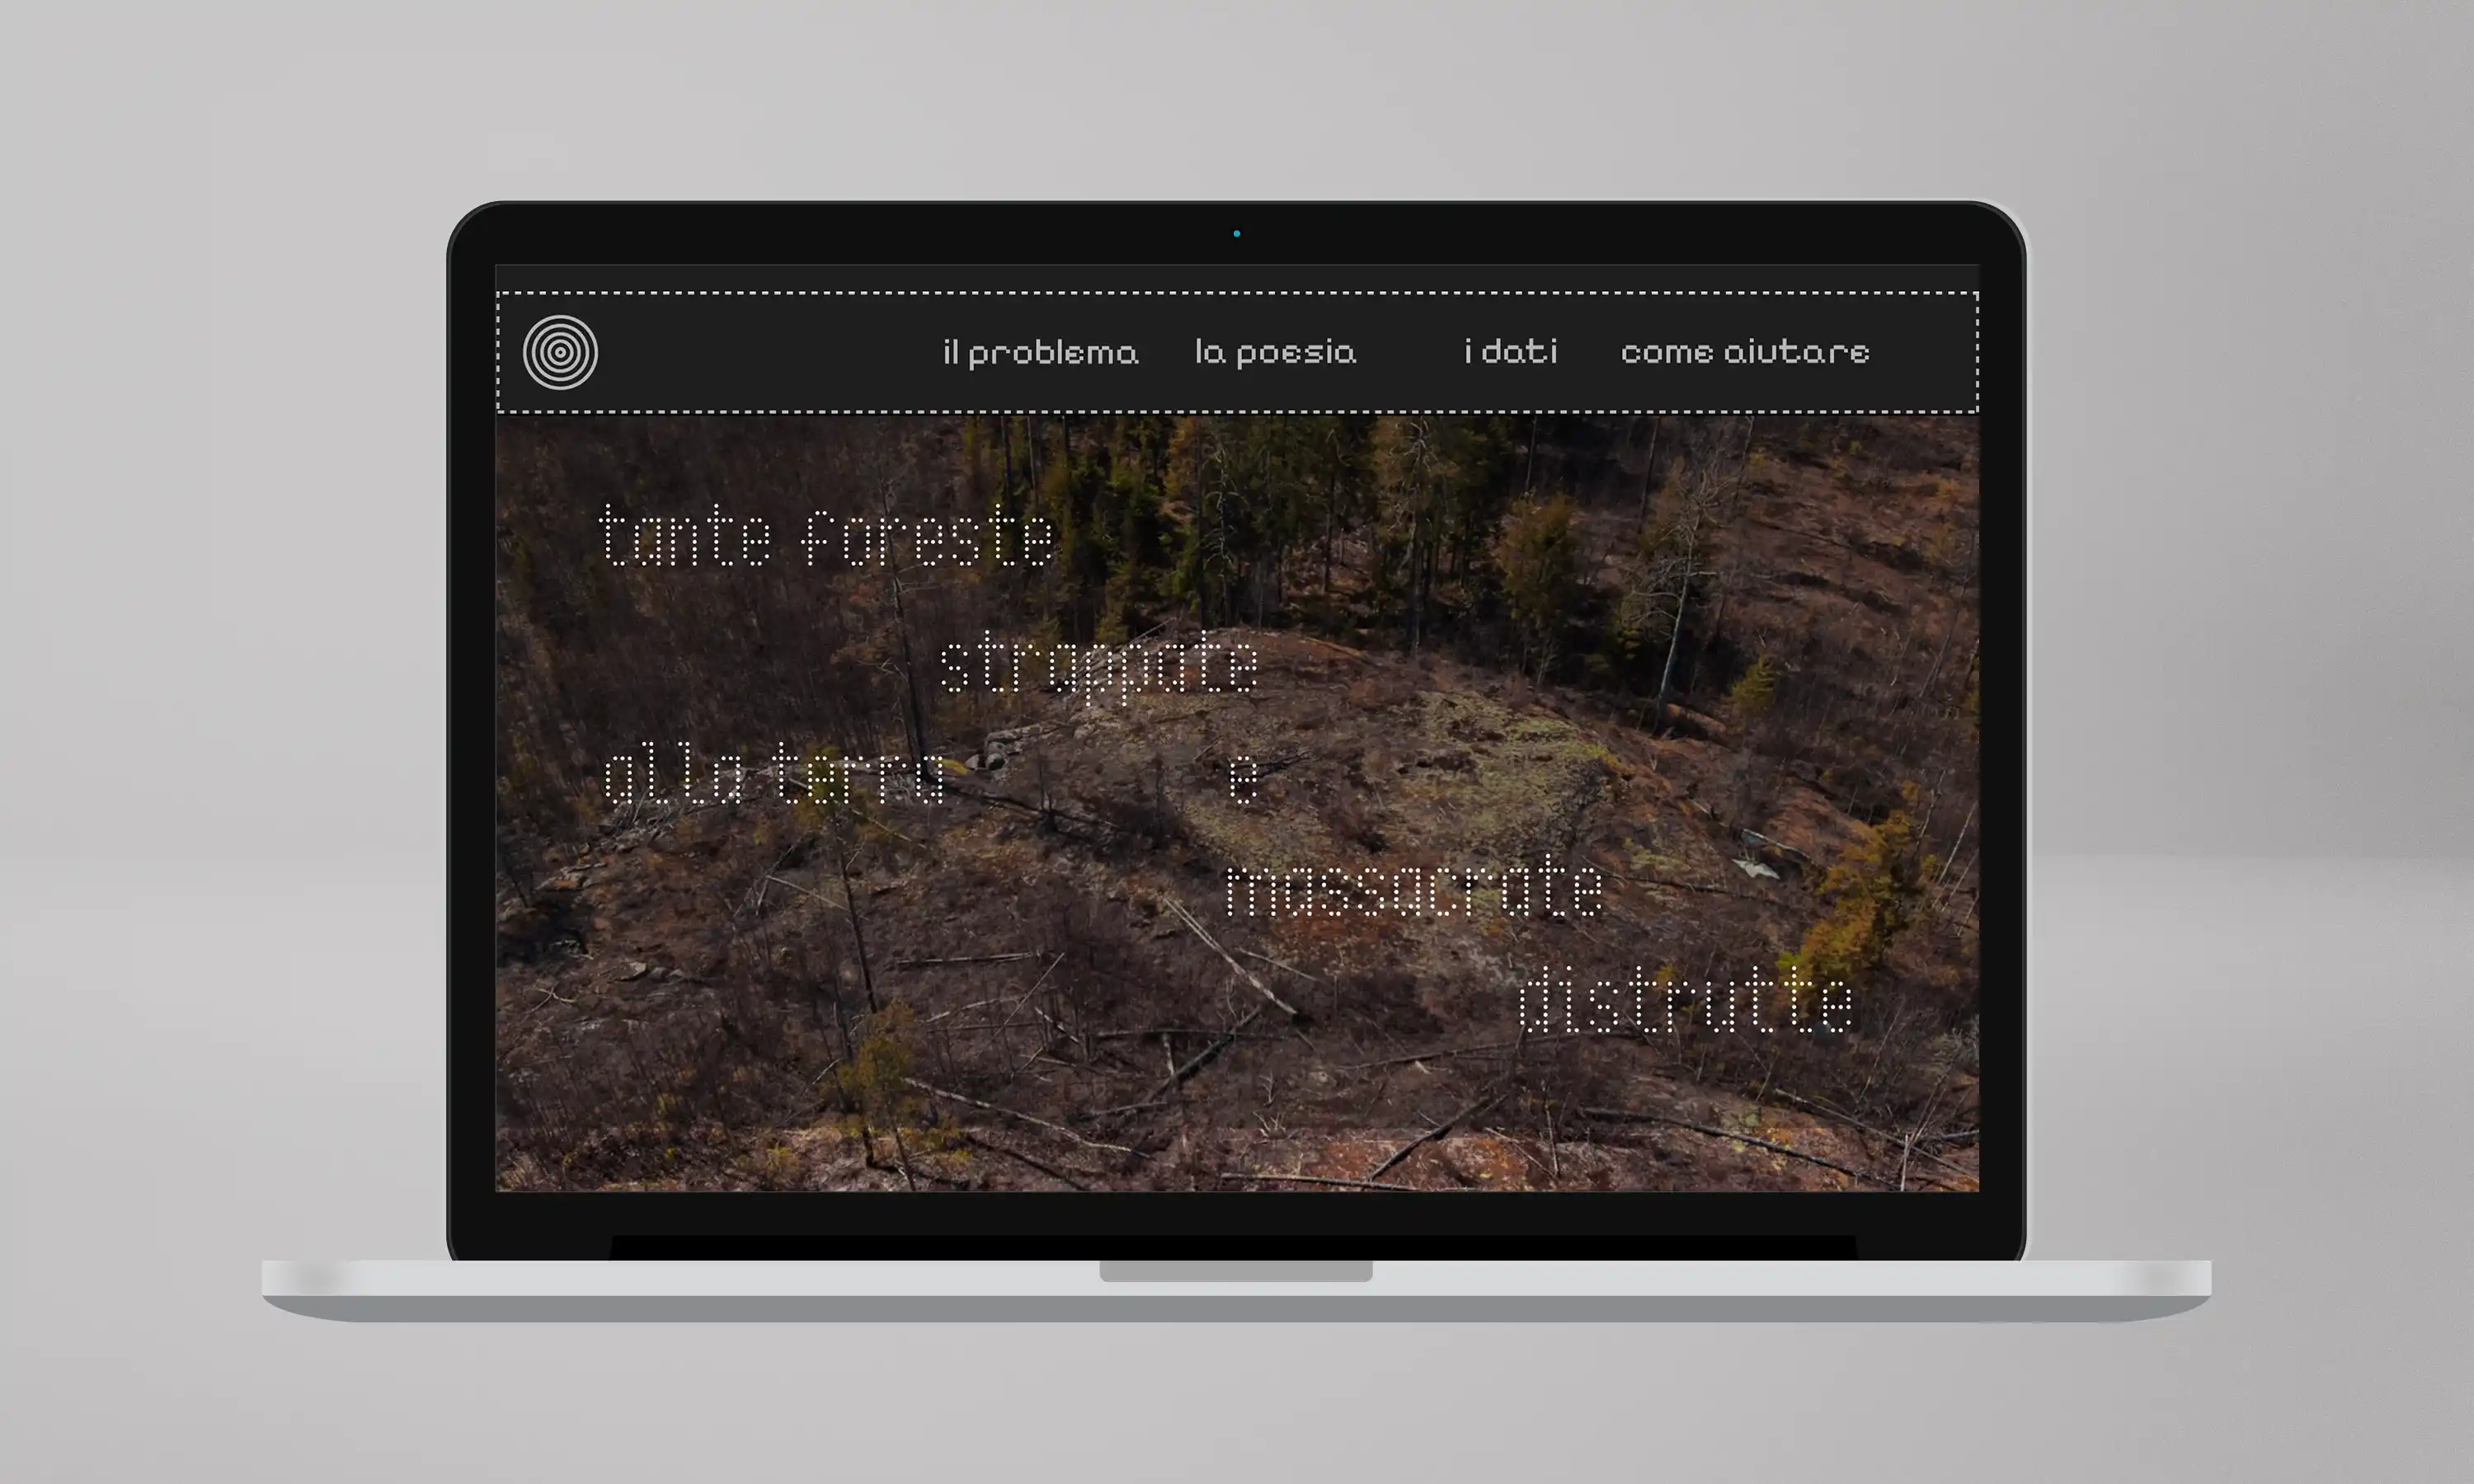 il problema la poesia i dati come aiutare
tante foreste
strappate
alla terra e
massacrate
distrutte